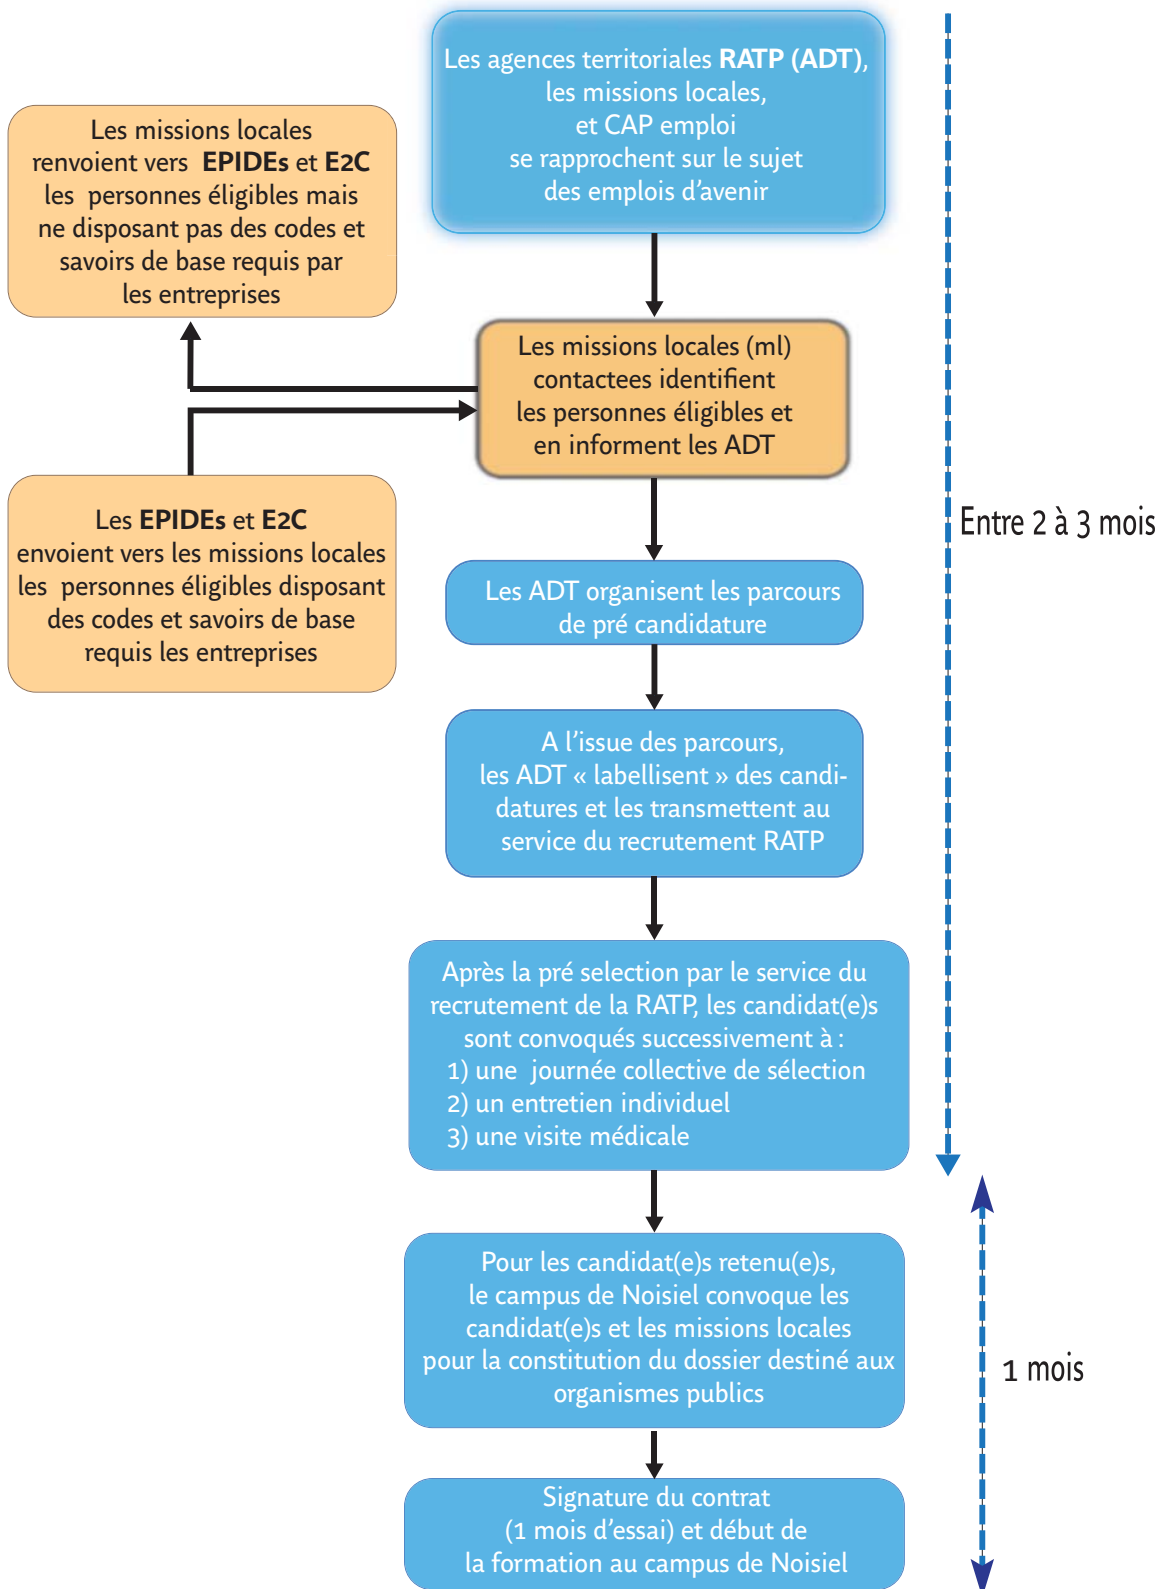 Les agences territoriales RATP (ADT),
les missions locales,
et CAP emploi
se rapprochent sur le sujet
des emplois d'avenir
Les missions locales
renvoient vers EPIDEs et E2C
les personnes éligibles mais
ne disposant pas des codes et
savoirs de base requis par
les entreprises
Les missions locales (ml)
contactees identifient
les personnes éligibles et
en informent les ADT
Les EPIDEs et E2C
envoient vers les missions locales
les personnes éligibles disposant
des codes et savoirs de base
requis les entreprises
Entre 2 à 3 mois
Les ADT organisent les parcours
de pré candidature
A l'issue des parcours,
les ADT « labellisent » des candi-
datures et les transmettent au
service du recrutement RATP
Après la pré selection par le service du
recrutement de la RATP, les candidat(e)s
sont convoqués successivement à :
1) une journée collective de sélection
2) un entretien individuel
3) une visite médicale
Pour les candidat(e)s retenu(e)s,
le campus de Noisiel convoque les
candidat(e)s et les missions locales
pour la constitution du dossier destiné aux
organismes publics
1 mois
Signature du contrat
(1 mois d'essai) et début de
la formation au campus de Noisiel